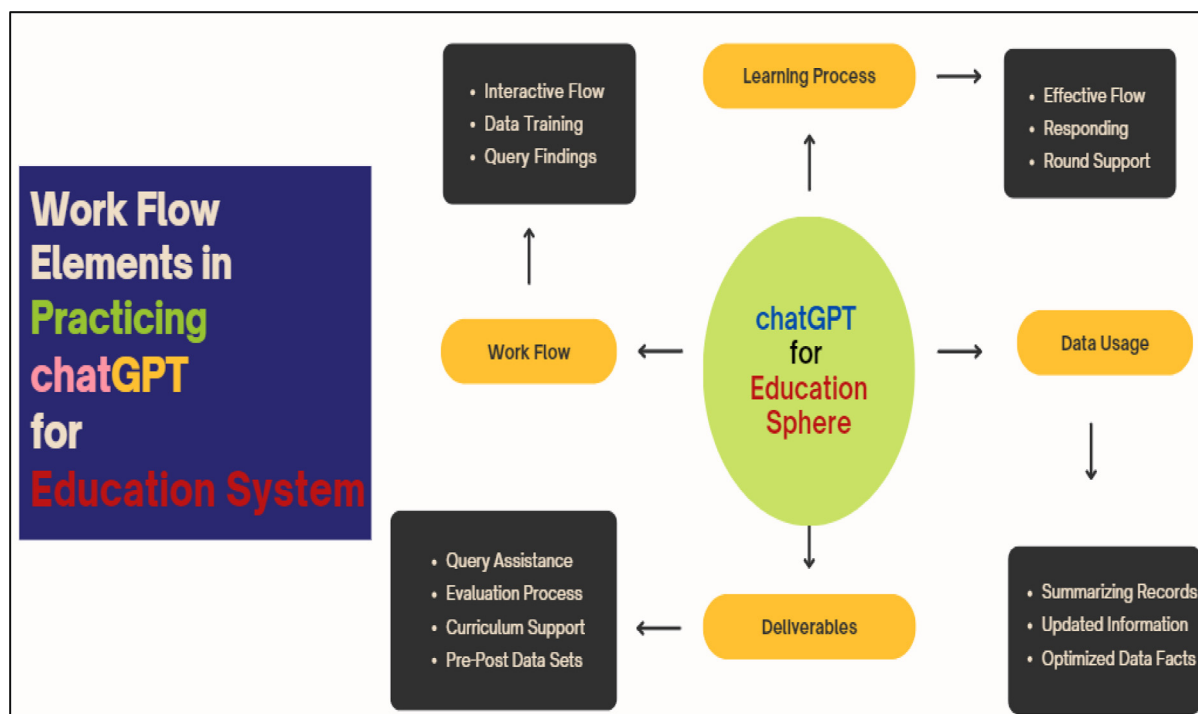 Work Flow
Elements in
Practicing
chatGPT
for
Education System
• Interactive Flow
• Data Training
• Query Findings
Learning Process
• Effective Flow
• Responding
• Round Support
Work Flow
chatGPT
for
Education
Sphere
Data Usage
• Query Assistance
• Evaluation Process
• Curriculum Support
• Pre-Post Data Sets
Deliverables
• Summarizing Records
• Updated Information
• Optimized Data Facts